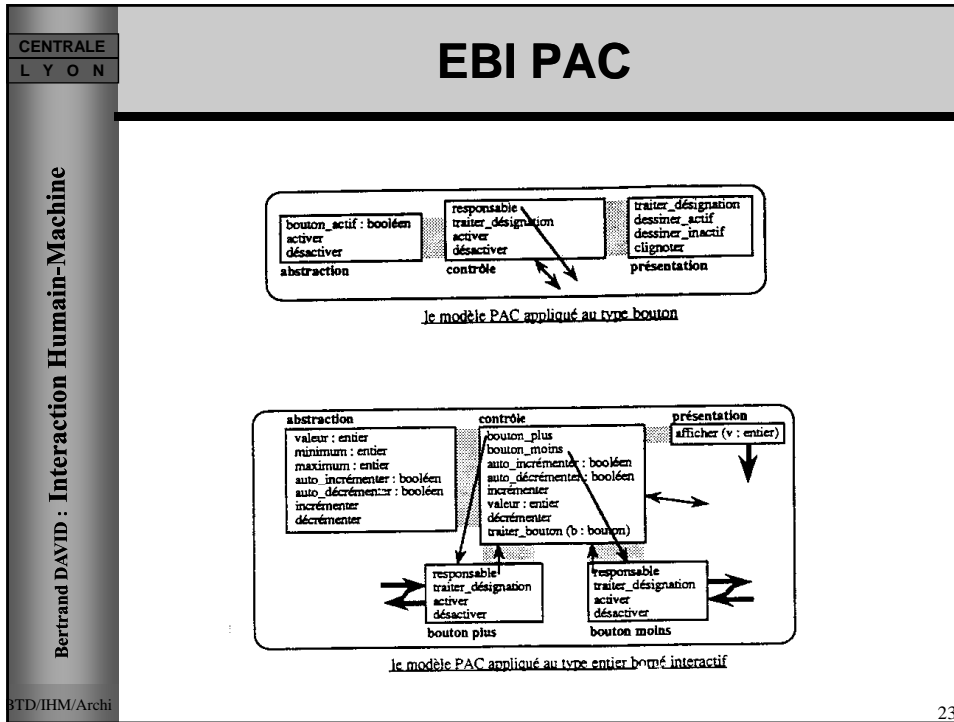 CENTRALE
L Y O N
EBI PAC
Bertrand DAVID : Interaction Humain-Machine
bouton_actif : booléen
activer
désactiver
abstraction
responsable
traiter_désignation
activer
désactiver
contrôle
traiter_désignation
dessiner_actif
dessiner_inactif
clignoter
présentation
le modèle PAC appliqué au type bouton
abstraction
valeur : entier
minimum : entier
maximum : entier
auto_incrémenter : booléen
auto_décrémenter : booléen
incrémenter
décrémenter
contrôle
bouton_plus
bouton_moins
auto_incrémenter : booléen
auto_décrémenter : booléen
incrémenter
valeur : entier
décrémenter
traiter_bouton (b : bouton)
présentation
afficher (v : entier)
responsable
traiter_désignation
activer
désactiver
bouton plus
responsable
traiter_désignation
activer
désactiver
bouton moins
le modèle PAC appliqué au type entier borné interactif
BTD/IHM/Archi
23